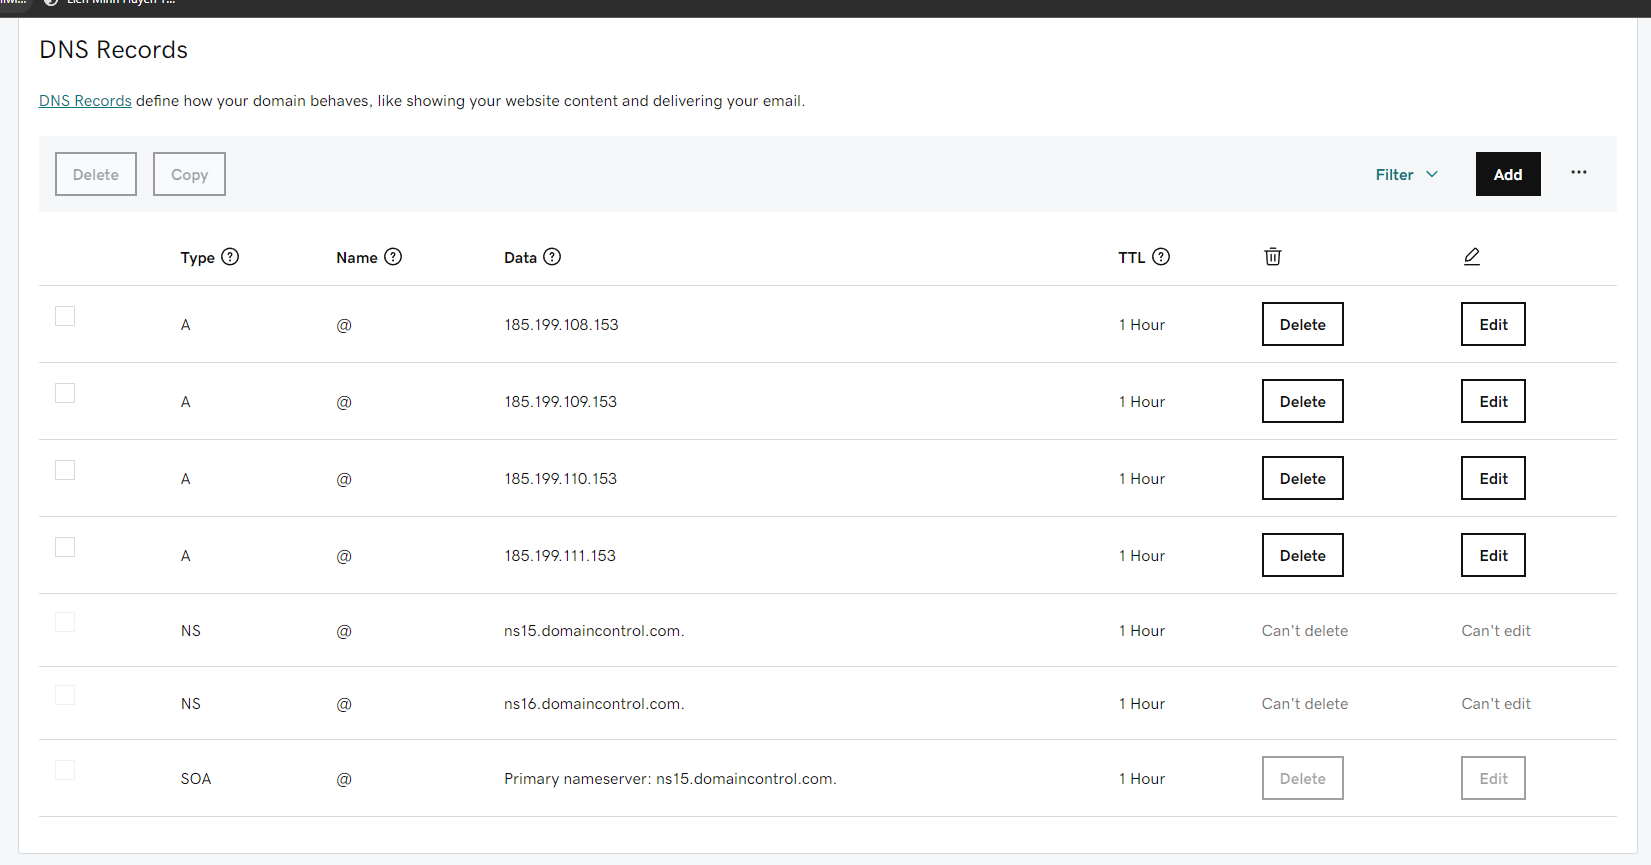 DNS Records
DNS Records define how your domain behaves, like showing your website content and delivering your email.
Delete Copy Filter Add ...
Type ? Name ? Data ? TTL ?
A @ 185.199.108.153 1 Hour Delete Edit
A @ 185.199.109.153 1 Hour Delete Edit
A @ 185.199.110.153 1 Hour Delete Edit
A @ 185.199.111.153 1 Hour Delete Edit
NS @ ns15.domaincontrol.com. 1 Hour Can't delete Can't edit
NS @ ns16.domaincontrol.com. 1 Hour Can't delete Can't edit
SOA @ Primary nameserver: ns15.domaincontrol.com. 1 Hour Delete Edit